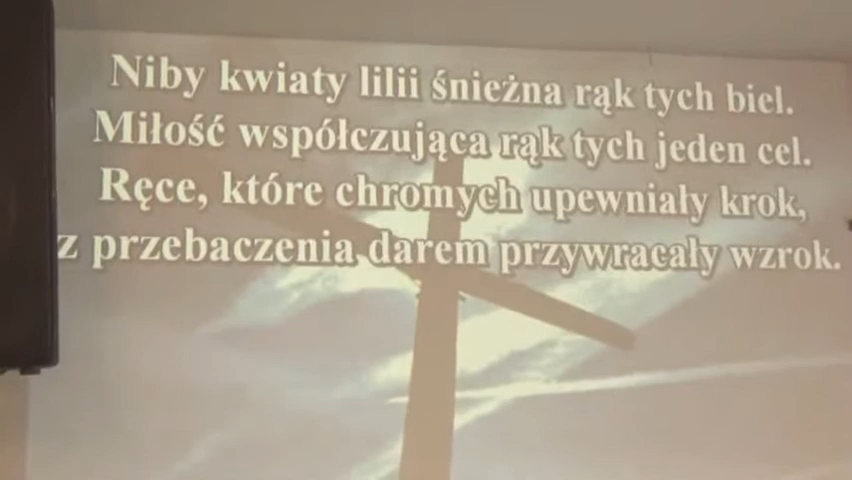 Niby kwiaty lilii śnieżna rąk tych biel.
Miłość współczująca rąk tych jeden cel.
Ręce, które chromych upewniały krok,
z przebaczenia darem przywracały wzrok.